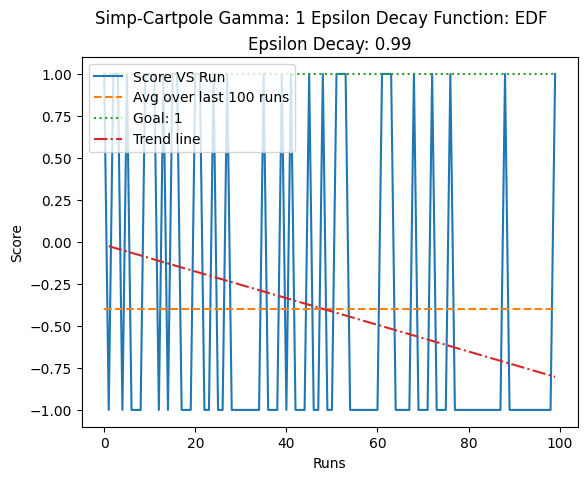 Simp-Cartpole Gamma: 1 Epsilon Decay Function: EDF
Epsilon Decay: 0.99
Score VS Run
Avg over last 100 runs
Goal: 1
Trend line
1.00
0.75
0.50
0.25
0.00
−0.25
−0.50
−0.75
−1.00
Score
0 20 40 60 80 100
Runs